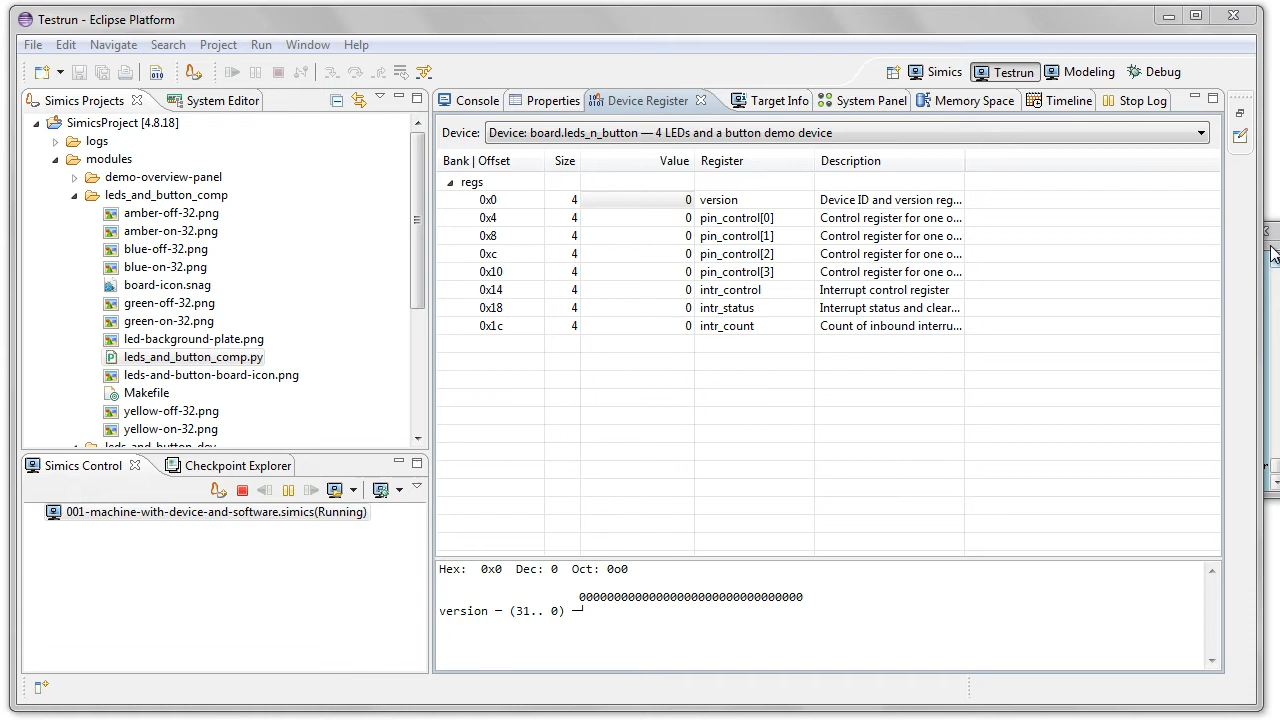 Testrun - Eclipse Platform
File Edit Navigate Search Project Run Window Help
Simics Testrun Modeling Debug
Simics Projects System Editor
SimicsProject [4.8.18]
logs
modules
demo-overview-panel
leds_and_button_comp
amber-off-32.png
amber-on-32.png
blue-off-32.png
blue-on-32.png
board-icon.snag
green-off-32.png
green-on-32.png
led-background-plate.png
leds_and_button_comp.py
leds-and-button-board-icon.png
Makefile
yellow-off-32.png
yellow-on-32.png
leds_and_button_dev
Simics Control Checkpoint Explorer
001-machine-with-device-and-software.simics(Running)
Console Properties Device Register Target Info System Panel Memory Space Timeline Stop Log
Device: Device: board.leds_n_button — 4 LEDs and a button demo device
Bank | Offset Size Value Register Description
regs
0x0 4 0 version Device ID and version reg...
0x4 4 0 pin_control[0] Control register for one o...
0x8 4 0 pin_control[1] Control register for one o...
0xc 4 0 pin_control[2] Control register for one o...
0x10 4 0 pin_control[3] Control register for one o...
0x14 4 0 intr_control Interrupt control register
0x18 4 0 intr_status Interrupt status and clear...
0x1c 4 0 intr_count Count of inbound interru...
Hex: 0x0 Dec: 0 Oct: 0o0
00000000000000000000000000000000
version — (31.. 0)